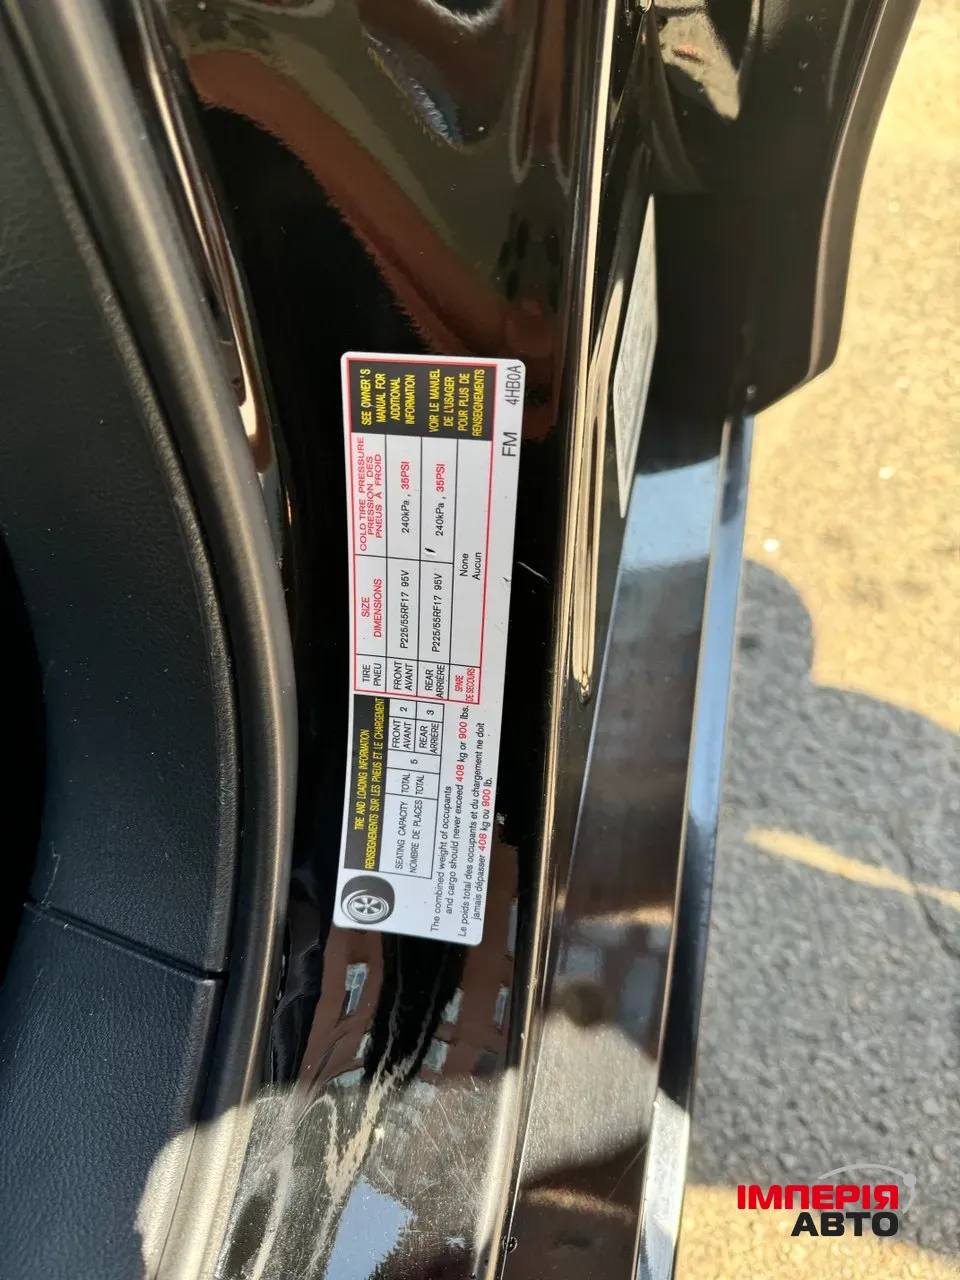 TIRE AND LOADING INFORMATION
RENSEIGNEMENTS SUR LES PNEUS ET LE CHARGEMENT
SEATING CAPACITY
NOMBRE DE PLACES
TOTAL
TOTAL
5
FRONT
AVANT
2
REAR
ARRIÈRE
3
The combined weight of occupants
and cargo should never exceed 408 kg or 900 lbs.
Le poids total des occupants et du chargement ne doit
jamais dépasser 408 kg ou 900 lb.
TIRE
PNEU
SIZE
DIMENSIONS
COLD TIRE PRESSURE
PRESSION DES
PNEUS À FROID
FRONT
AVANT
P225/55RF17 95V
240kPa, 35PSI
REAR
ARRIÈRE
P225/55RF17 95V
240kPa, 35PSI
SPARE
DE SECOURS
None
Aucun
SEE OWNER'S
MANUAL FOR
ADDITIONAL
INFORMATION
VOIR LE MANUEL
DE L'USAGER
POUR PLUS DE
RENSEIGNEMENTS
FM 4HB0A
ІМПЕРІЯ
АВТО